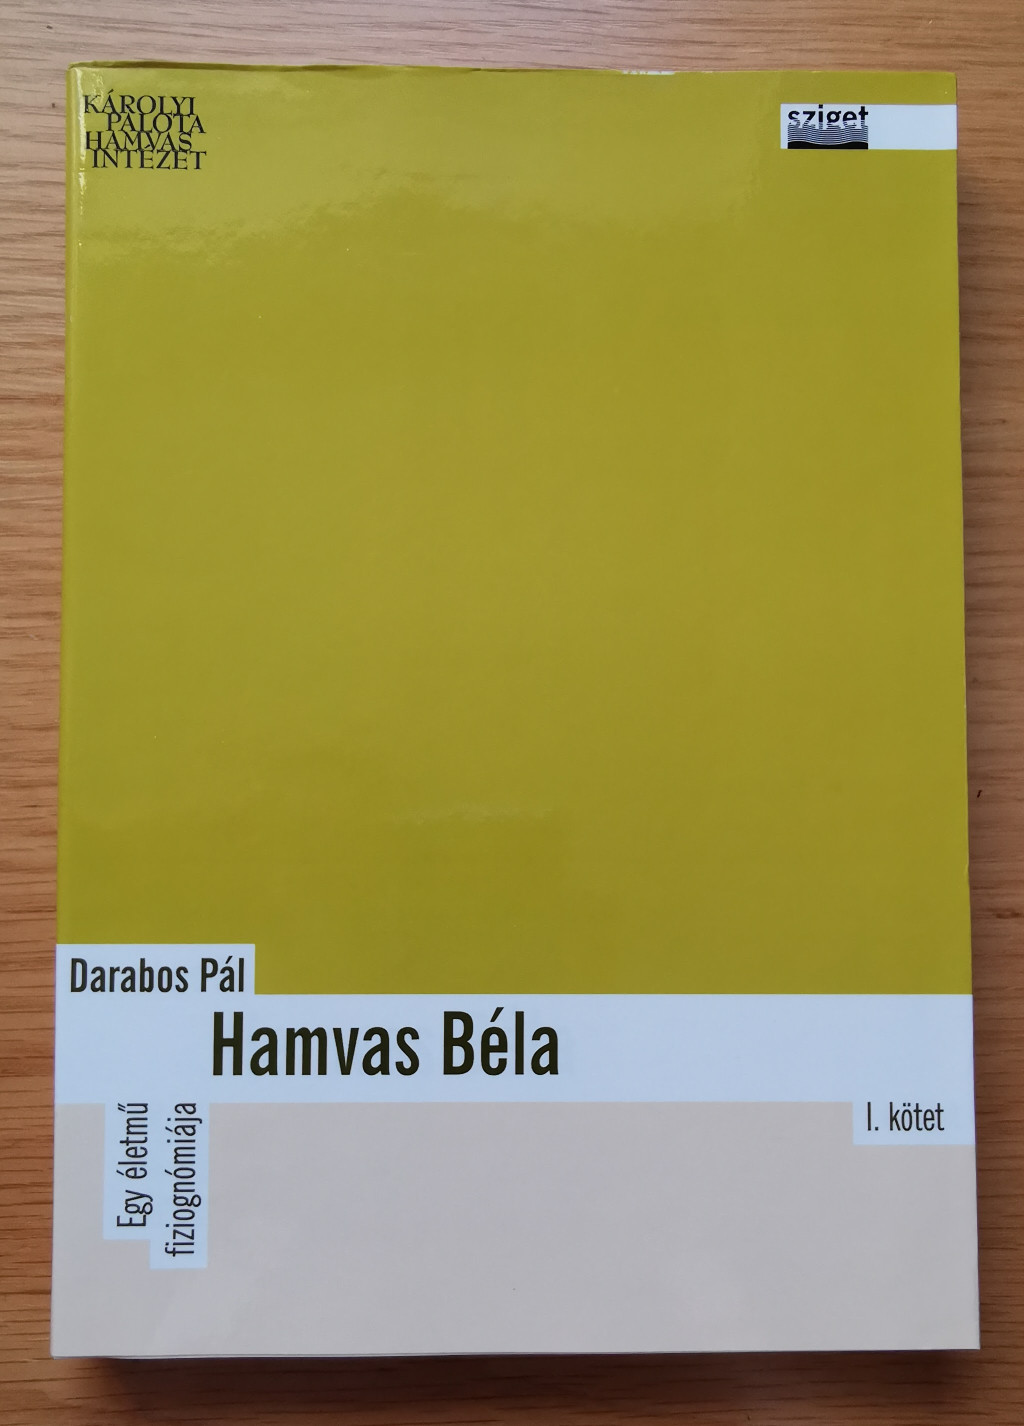 KÁROLYI
PALOTA
HAMVAS
INTÉZET
sziget
Darabos Pál
Hamvas Béla
I. kötet
Egy életmű
fiziognómiája